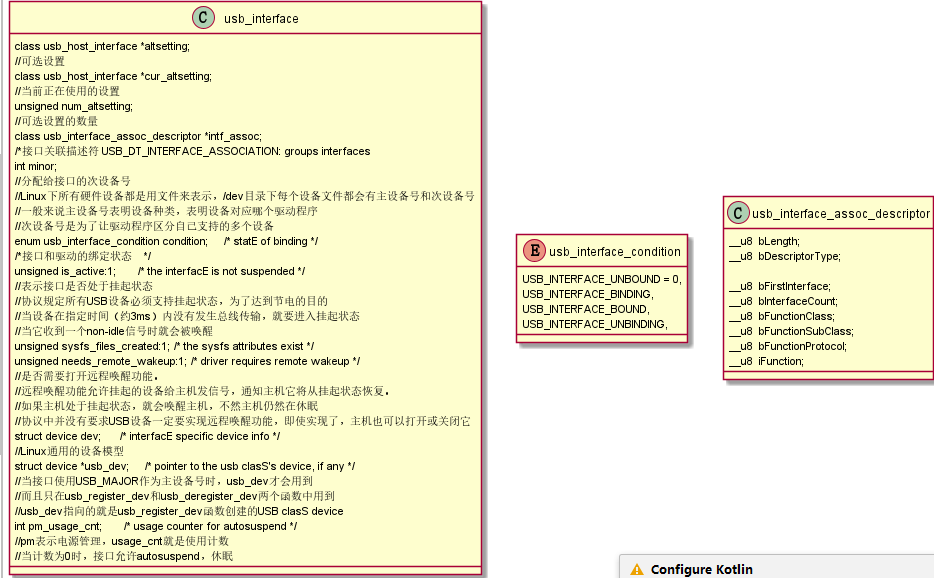 C usb_interface
class usb_host_interface *altsetting;
//可选设置
class usb_host_interface *cur_altsetting;
//当前正在使用的设置
unsigned num_altsetting;
//可选设置的数量
class usb_interface_assoc_descriptor *intf_assoc;
/*接口关联描述符 USB_DT_INTERFACE_ASSOCIATION: groups interfaces
int minor;
//分配给接口的次设备号
//Linux下所有硬件设备都是用文件来表示，/dev目录下每个设备文件都会有主设备号和次设备号
//一般来说主设备号表明设备种类，表明设备对应哪个驱动程序
//次设备号是为了让驱动程序区分自己支持的多个设备
enum usb_interface_condition condition; /* statE of binding */
/*接口和驱动的绑定状态 */
unsigned is_active:1; /* the interfacE is not suspended */
//表示接口是否处于挂起状态
//协议规定所有USB设备必须支持挂起状态，为了达到节电的目的
//当设备在指定时间（约3ms）内没有发生总线传输，就要进入挂起状态
//当它收到一个non-idle信号时就会被唤醒
unsigned sysfs_files_created:1; /* the sysfs attributes exist */
unsigned needs_remote_wakeup:1; /* driver requires remote wakeup */
//是否需要打开远程唤醒功能。
//远程唤醒功能允许挂起的设备给主机发信号，通知主机它将从挂起状态恢复。
//如果主机处于挂起状态，就会唤醒主机，不然主机仍然在休眠
//协议中并没有要求USB设备一定要实现远程唤醒功能，即使实现了，主机也可以打开或关闭它
struct device dev; /* interfacE specific device info */
//Linux通用的设备模型
struct device *usb_dev; /* pointer to the usb clasS's device, if any */
//当接口使用USB_MAJOR作为主设备号时，usb_dev才会用到
//而且只在usb_register_dev和usb_deregister_dev两个函数中用到
//usb_dev指向的就是usb_register_dev函数创建的USB clasS device
int pm_usage_cnt; /* usage counter for autosuspend */
//pm表示电源管理，usage_cnt就是使用计数
//当计数为0时，接口允许autosuspend，休眠
E usb_interface_condition
USB_INTERFACE_UNBOUND = 0,
USB_INTERFACE_BINDING,
USB_INTERFACE_BOUND,
USB_INTERFACE_UNBINDING,
C usb_interface_assoc_descriptor
__u8 bLength;
__u8 bDescriptorType;
__u8 bFirstInterface;
__u8 bInterfaceCount;
__u8 bFunctionClass;
__u8 bFunctionSubClass;
__u8 bFunctionProtocol;
__u8 iFunction;
Configure Kotlin